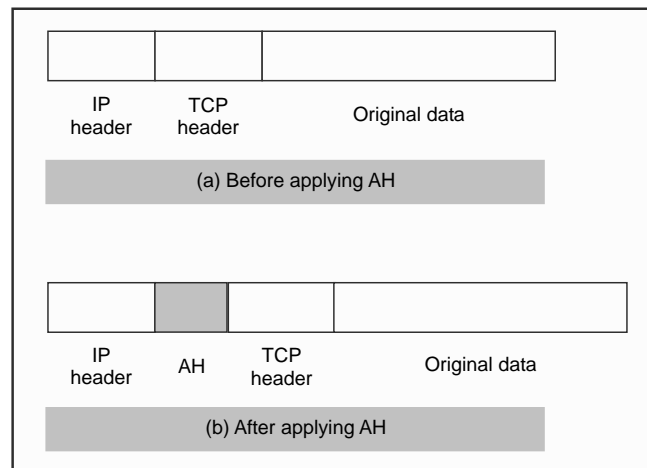 IP
header
TCP
header
Original data
(a) Before applying AH
IP
header
AH
TCP
header
Original data
(b) After applying AH